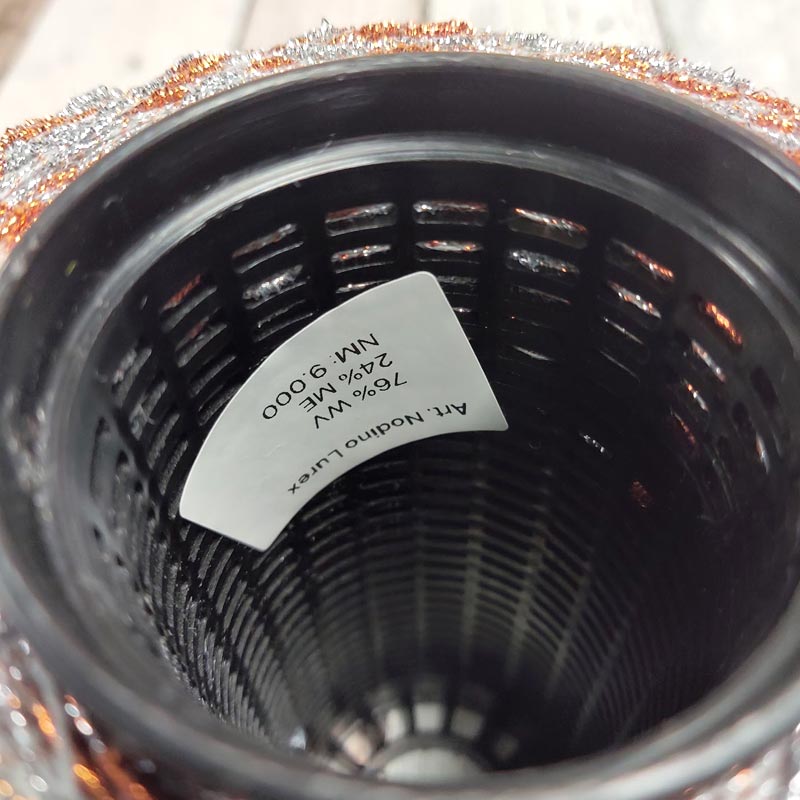 Art. Nodino Lurex
76% WV
24% ME
NM: 9.000